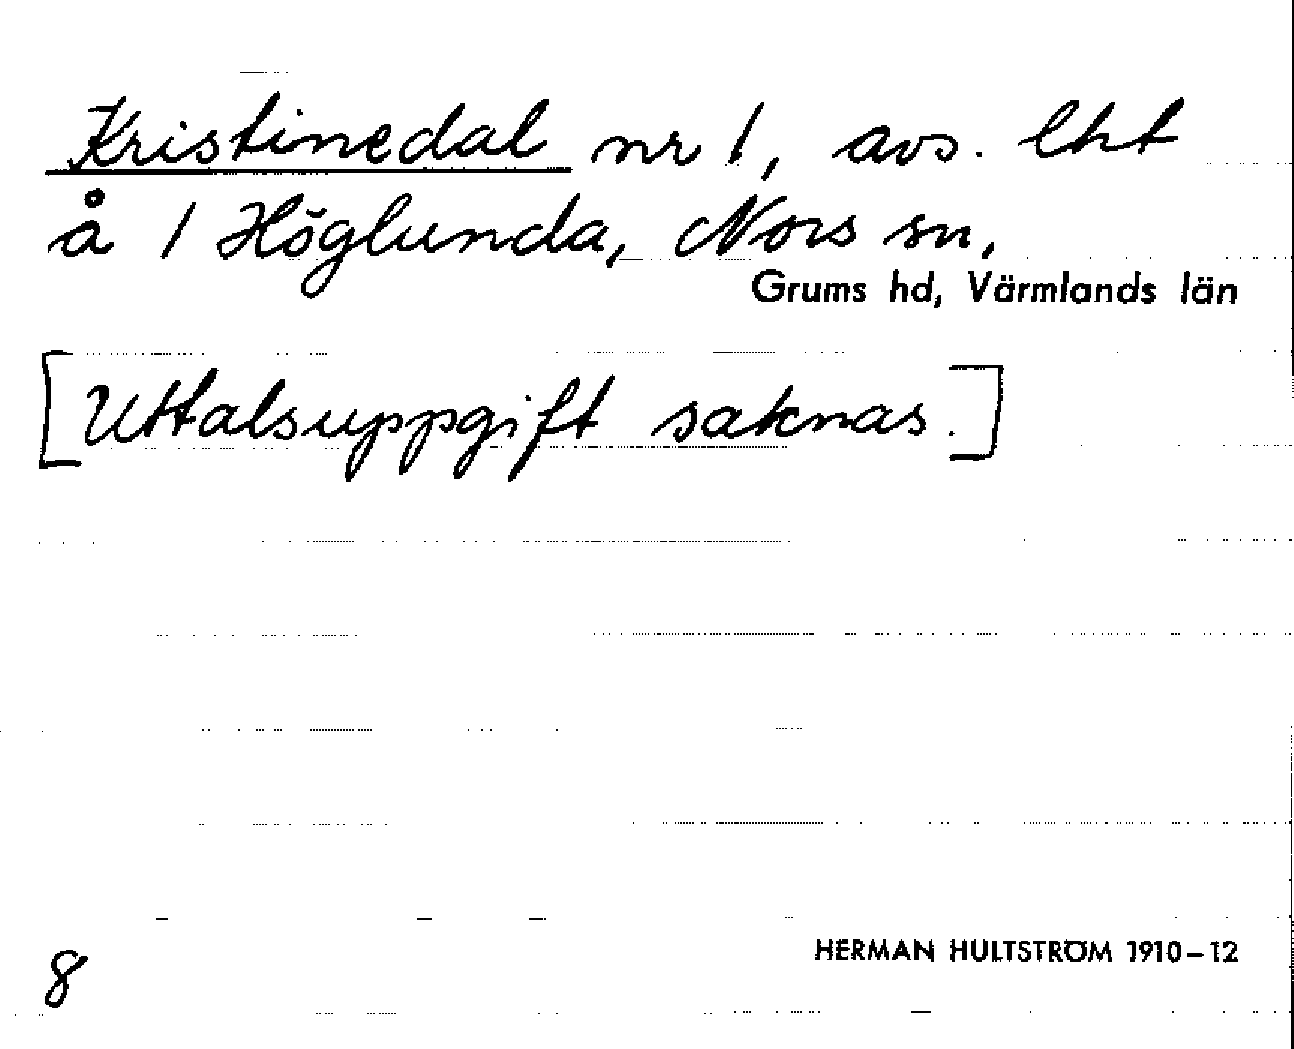 Kristinedal nr 1, avs. lht
å 1 Höglunda, Nors sn,
Grums hd, Värmlands län
[Uttalsuppgift saknas.]
HERMAN HULTSTRÖM 1910–12
8